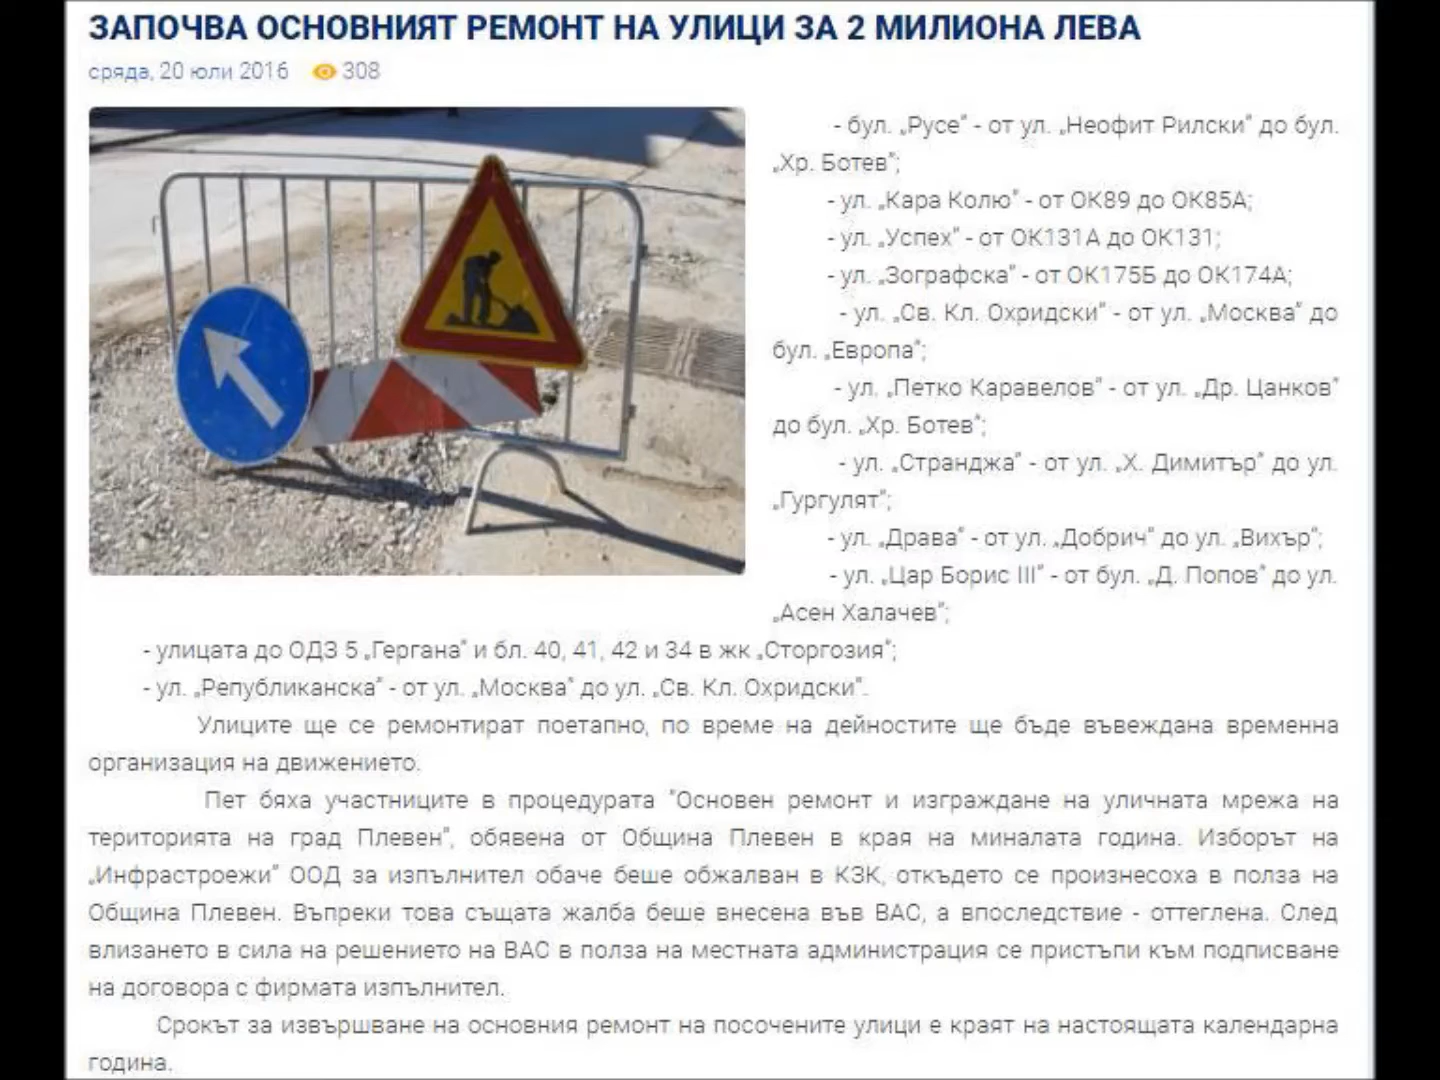 ЗАПОЧВА ОСНОВНИЯТ РЕМОНТ НА УЛИЦИ ЗА 2 МИЛИОНА ЛЕВА
сряда, 20 юли 2016 308
- бул. „Русе" - от ул. „Неофит Рилски" до бул.
„Хр. Ботев";
- ул. „Кара Колю" - от ОК89 до ОК85А;
- ул. „Успех" - от ОК131А до ОК131;
- ул. „Зографска" - от ОК175Б до ОК174А;
- ул. „Св. Кл. Охридски" - от ул. „Москва" до
бул. „Европа";
- ул. „Петко Каравелов" - от ул. „Др. Цанков"
до бул. „Хр. Ботев";
- ул. „Странджа" - от ул. „Х. Димитър" до ул.
„Гургулят";
- ул. „Драва" - от ул. „Добрич" до ул. „Вихър";
- ул. „Цар Борис III" - от бул. „Д. Попов" до ул.
„Асен Халачев";
- улицата до ОДЗ 5 „Гергана" и бл. 40, 41, 42 и 34 в жк „Сторгозия";
- ул. „Републиканска" - от ул. „Москва" до ул. „Св. Кл. Охридски".
Улиците ще се ремонтират поетапно, по време на дейностите ще бъде въвеждана временна
организация на движението.
Пет бяха участниците в процедурата "Основен ремонт и изграждане на уличната мрежа на
територията на град Плевен", обявена от Община Плевен в края на миналата година. Изборът на
„Инфрастроежи" ООД за изпълнител обаче беше обжалван в КЗК, откъдето се произнесоха в полза на
Община Плевен. Въпреки това същата жалба беше внесена във ВАС, а впоследствие - оттеглена. След
влизането в сила на решението на ВАС в полза на местната администрация се пристъпи към подписване
на договора с фирмата изпълнител.
Срокът за извършване на основния ремонт на посочените улици е краят на настоящата календарна
година.